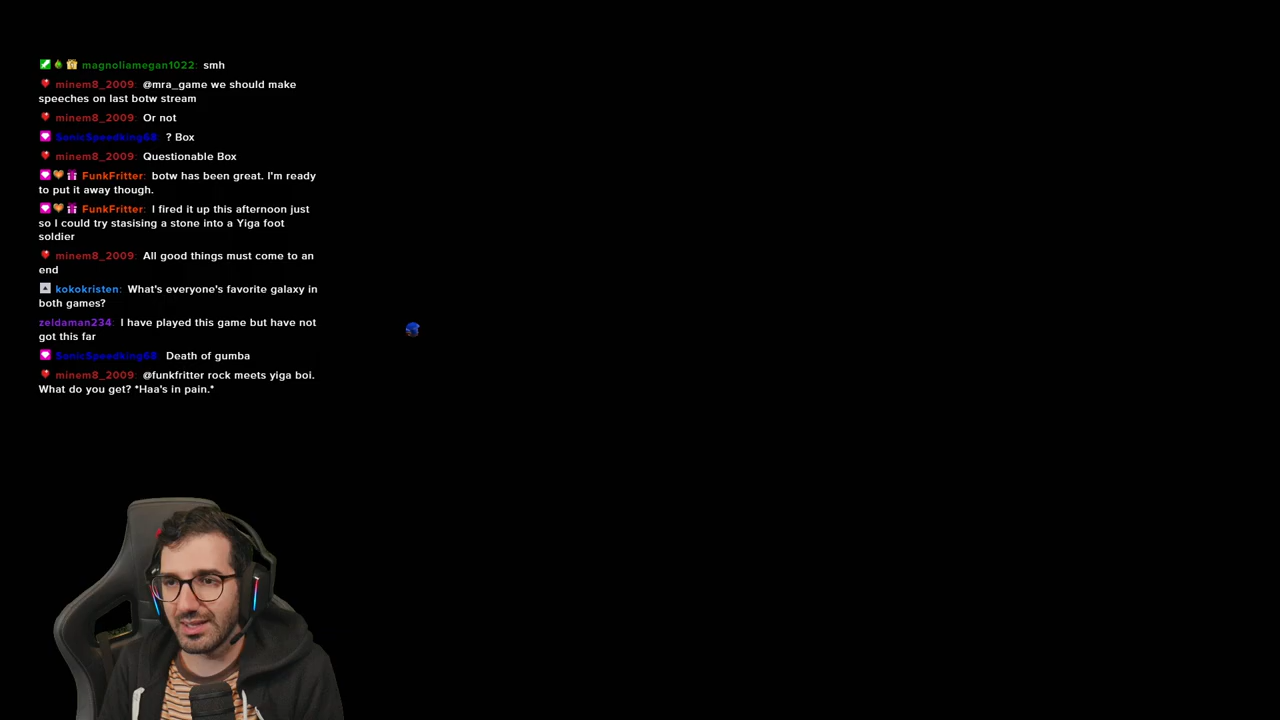 magnoliamegan1022: smh
minem8_2009: @mra_game we should make
speeches on last botw stream
minem8_2009: Or not
SonicSpeedking68 ? Box
minem8_2009: Questionable Box
FunkFritter: botw has been great. I'm ready
to put it away though.
FunkFritter: I fired it up this afternoon just
so I could try stasising a stone into a Yiga foot
soldier
minem8_2009: All good things must come to an
end
kokokristen: What's everyone's favorite galaxy in
both games?
zeldaman234: I have played this game but have not
got this far
SonicSpeedking68 Death of gumba
minem8_2009: @funkfritter rock meets yiga boi.
What do you get? *Haa's in pain.*